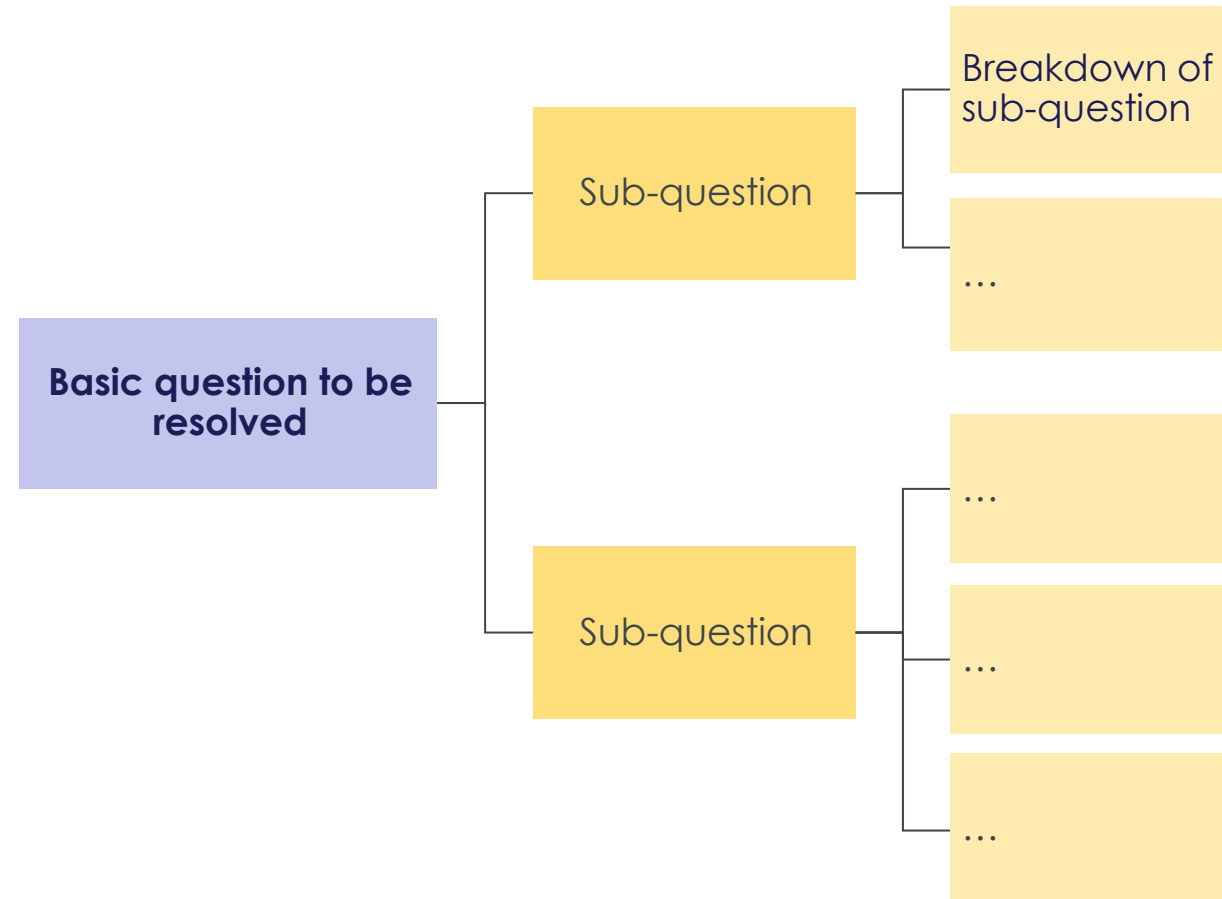 Breakdown of
sub-question
Sub-question
…
Basic question to be
resolved
…
Sub-question
…
…